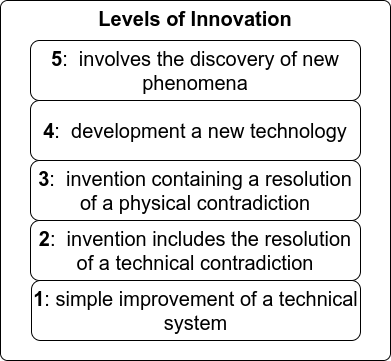 Levels of Innovation
5: involves the discovery of new
phenomena
4: development a new technology
3: invention containing a resolution
of a physical contradiction
2: invention includes the resolution
of a technical contradiction
1: simple improvement of a technical
system